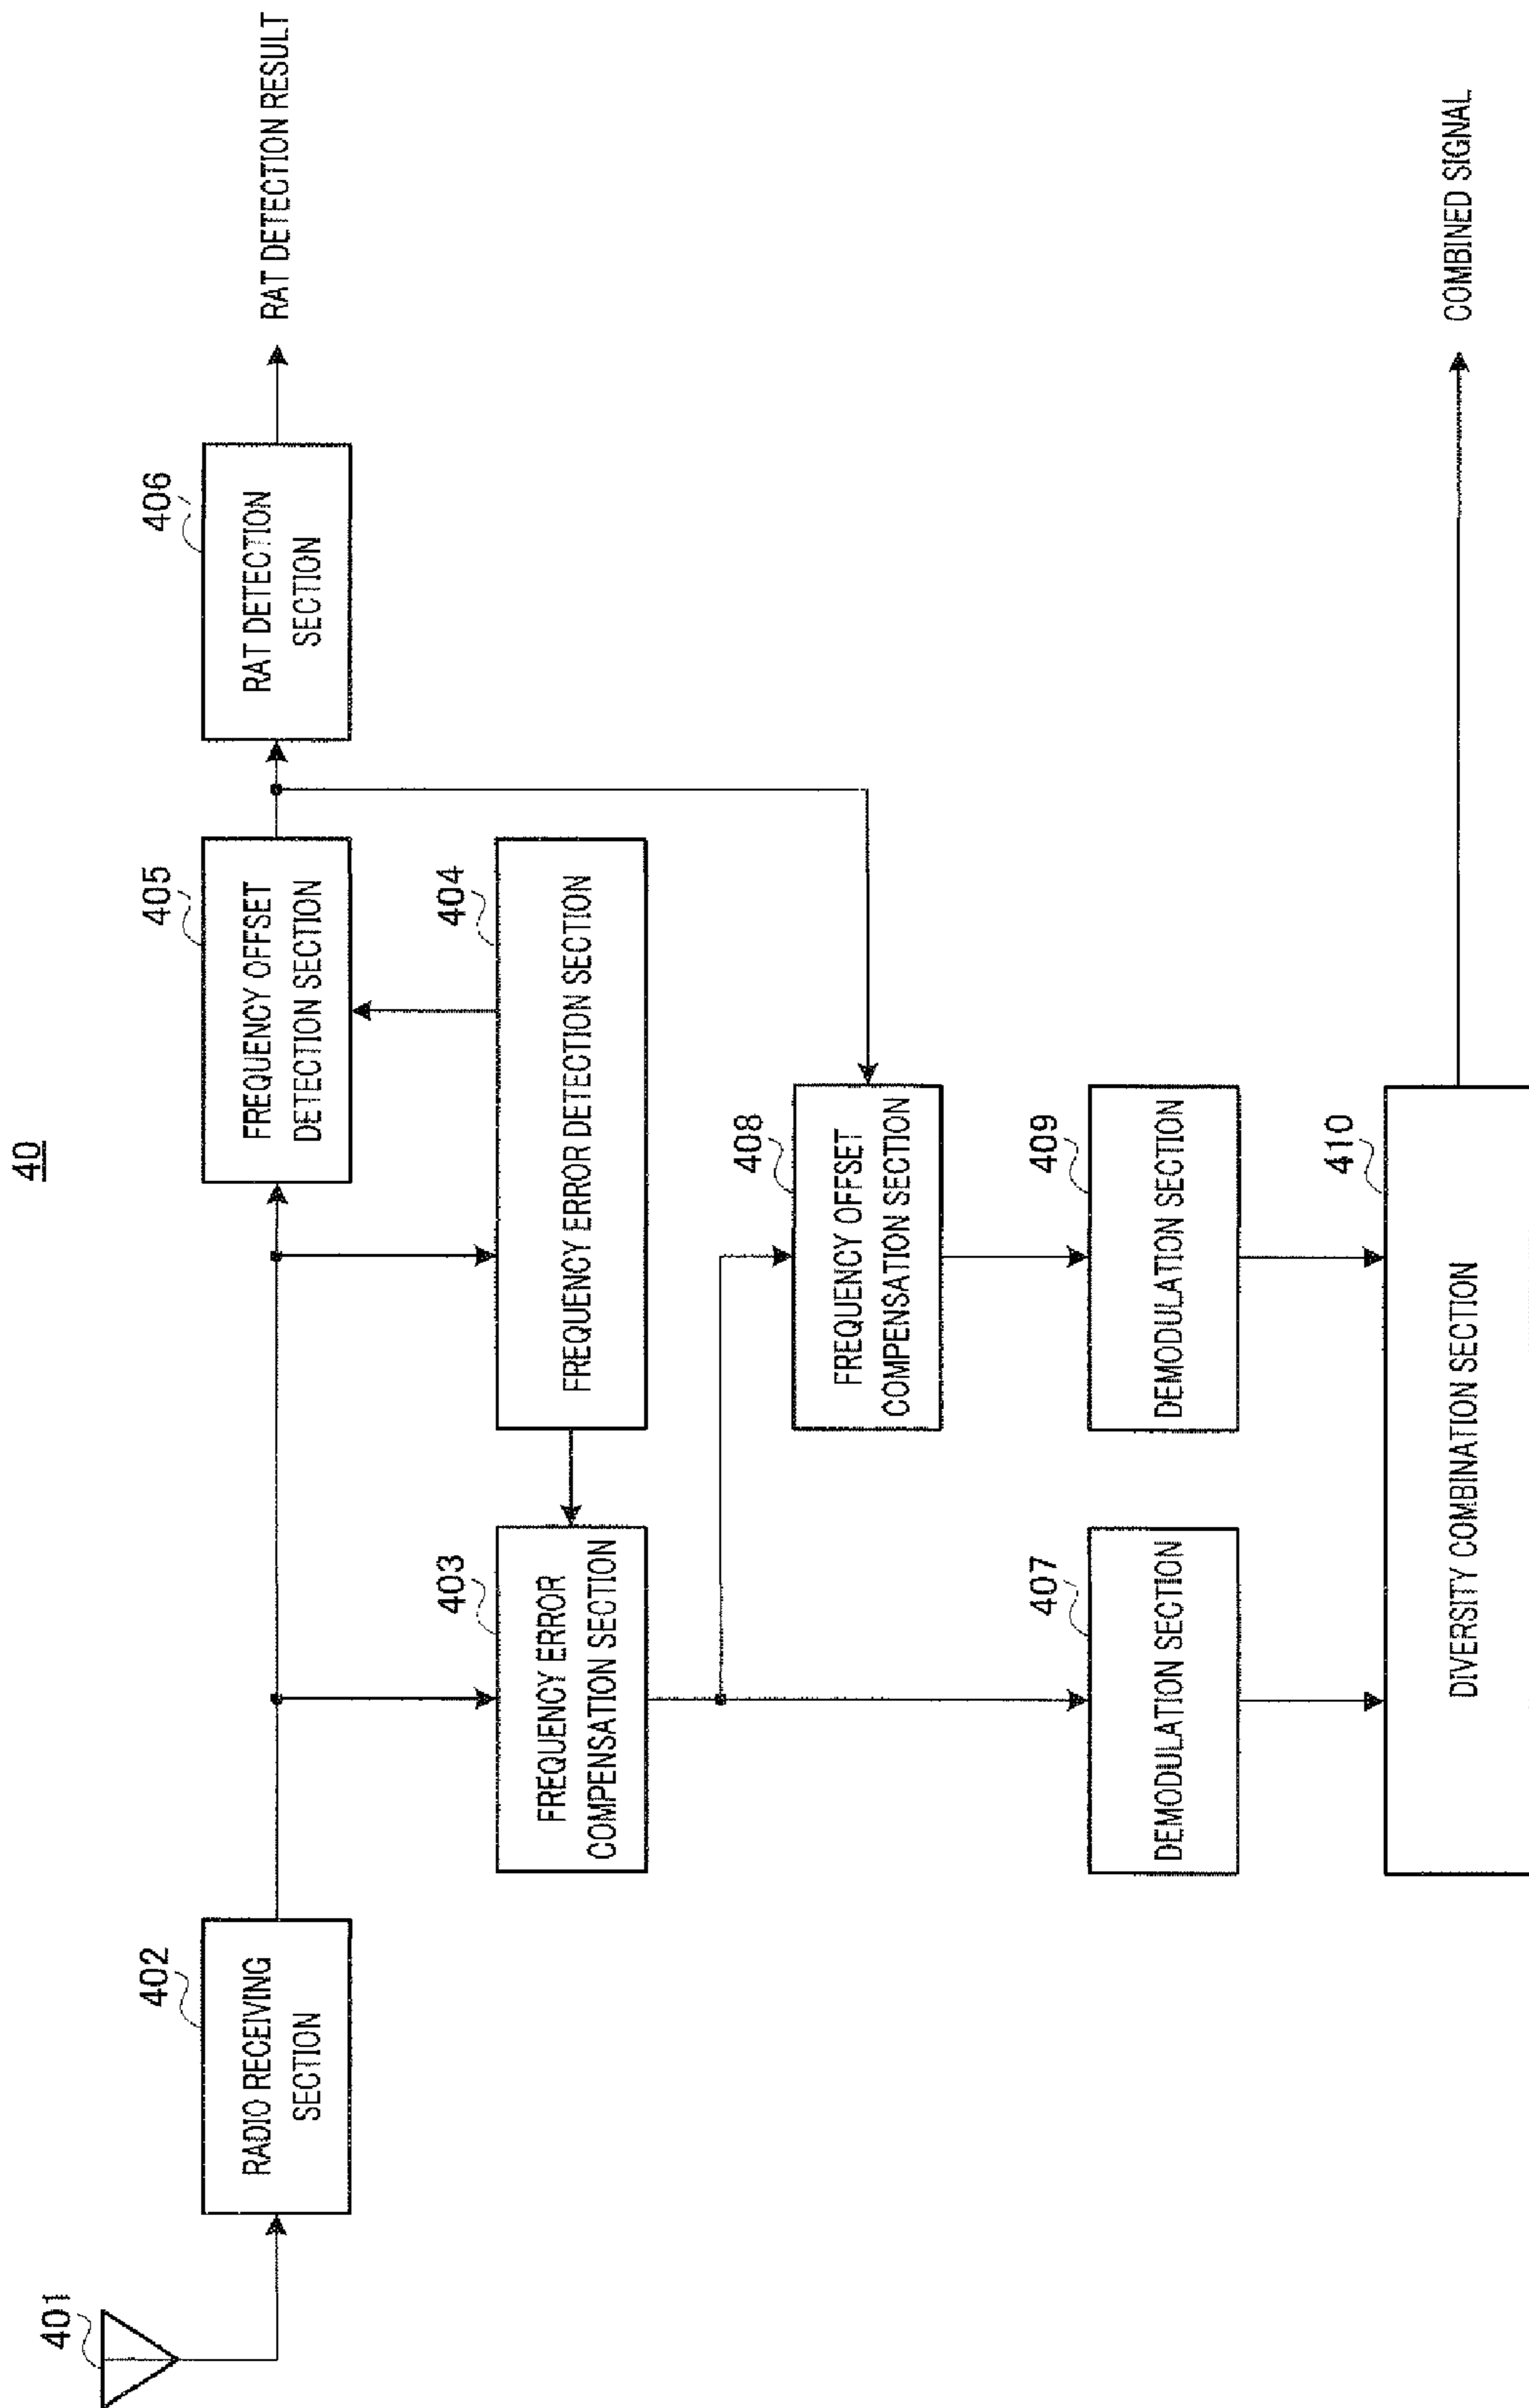 40
401
402
RADIO RECEIVING
SECTION
405
FREQUENCY OFFSET
DETECTION SECTION
406
RAT DETECTION
SECTION
RAT DETECTION RESULT
403
FREQUENCY ERROR
COMPENSATION SECTION
404
FREQUENCY ERROR DETECTION SECTION
408
FREQUENCY OFFSET
COMPENSATION SECTION
407
DEMODULATION SECTION
409
DEMODULATION SECTION
410
DIVERSITY COMBINATION SECTION
COMBINED SIGNAL